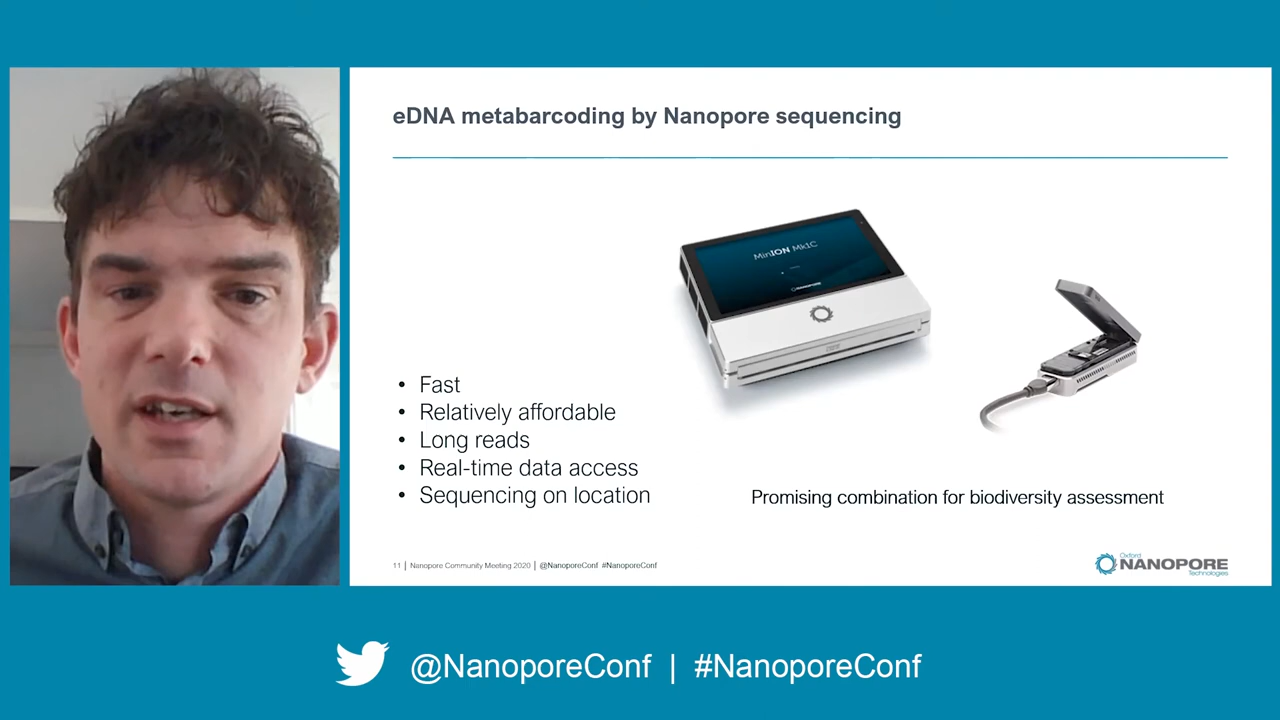 eDNA metabarcoding by Nanopore sequencing
MinION Mk1C
NANOPORE
• Fast
• Relatively affordable
• Long reads
• Real-time data access
• Sequencing on location
Promising combination for biodiversity assessment
11 | Nanopore Community Meeting 2020 | @NanoporeConf #NanoporeConf
Oxford
NANOPORE
Technologies
@NanoporeConf | #NanoporeConf